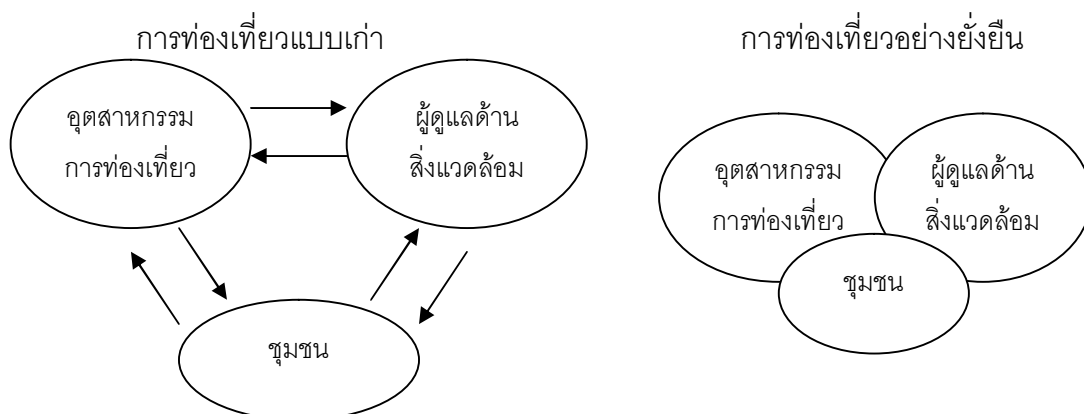 การท่องเที่ยวแบบเก่า
อุตสาหกรรม
การท่องเที่ยว
ผู้ดูแลด้าน
สิ่งแวดล้อม
ชุมชน
การท่องเที่ยวอย่างยั่งยืน
อุตสาหกรรม
การท่องเที่ยว
ผู้ดูแลด้าน
สิ่งแวดล้อม
ชุมชน